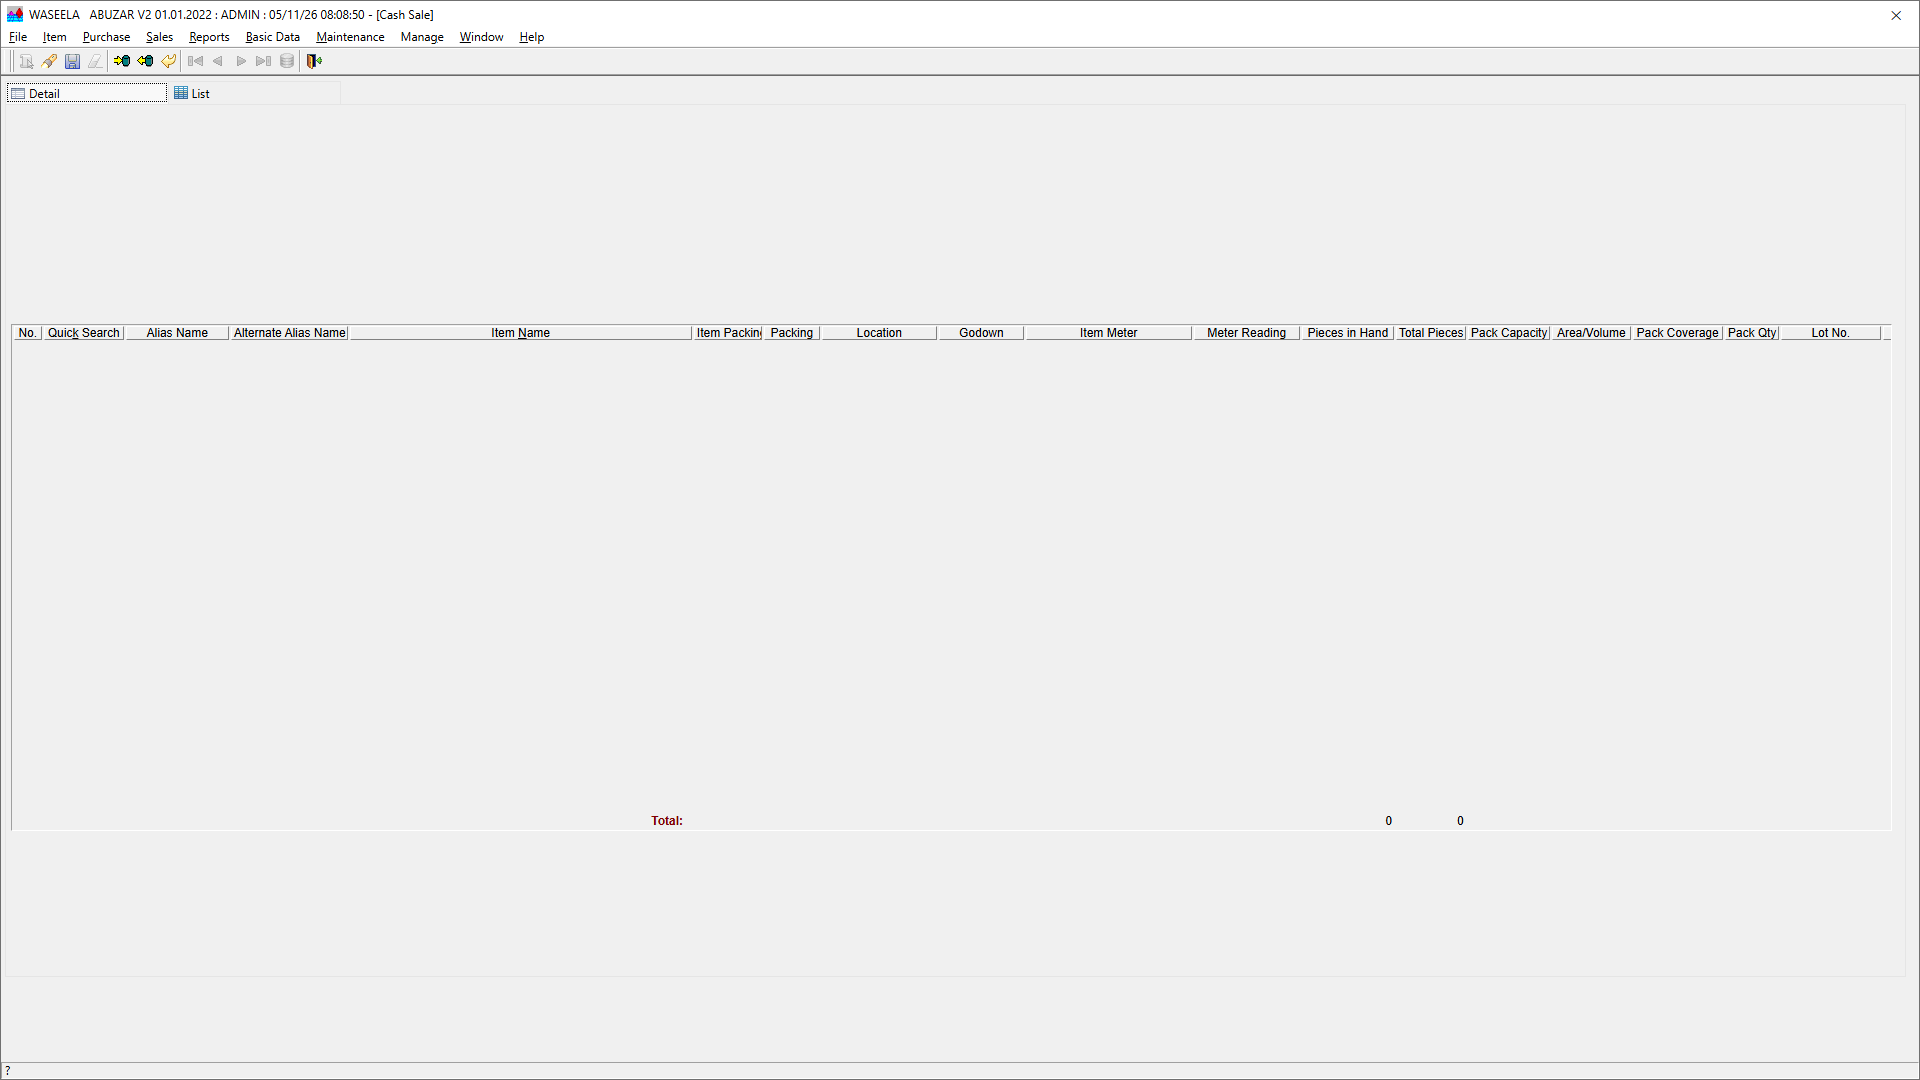 WASEELA   ABUZAR V2 01.01.2022 : ADMIN : 05/11/26 08:08:50 - [Cash Sale]
File Item Purchase Sales Reports Basic Data Maintenance Manage Window Help
Detail List
No. Quick Search Alias Name Alternate Alias Name Item Name Item Packin Packing Location Godown Item Meter Meter Reading Pieces in Hand Total Pieces Pack Capacity Area/Volume Pack Coverage Pack Qty Lot No.
Total: 0 0
?